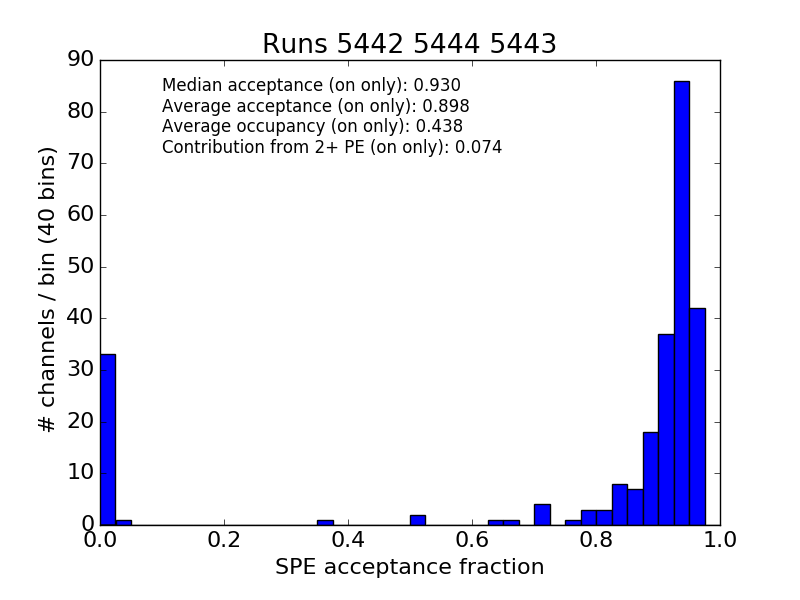 Runs 5442 5444 5443
Median acceptance (on only): 0.930
Average acceptance (on only): 0.898
Average occupancy (on only): 0.438
Contribution from 2+ PE (on only): 0.074
# channels / bin (40 bins)
90
80
70
60
50
40
30
20
10
0
0.0 0.2 0.4 0.6 0.8 1.0
SPE acceptance fraction